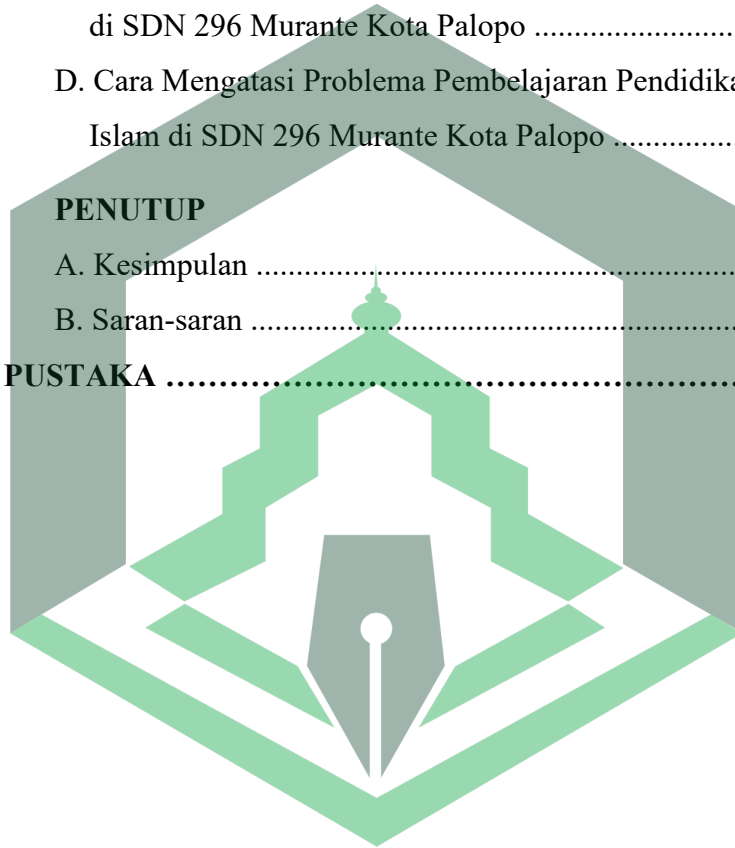 di SDN 296 Murante Kota Palopo ........................
D. Cara Mengatasi Problema Pembelajaran Pendidika
Islam di SDN 296 Murante Kota Palopo ...............
PENUTUP
A. Kesimpulan ................................................................
B. Saran-saran .................................................................
PUSTAKA ......................................................................